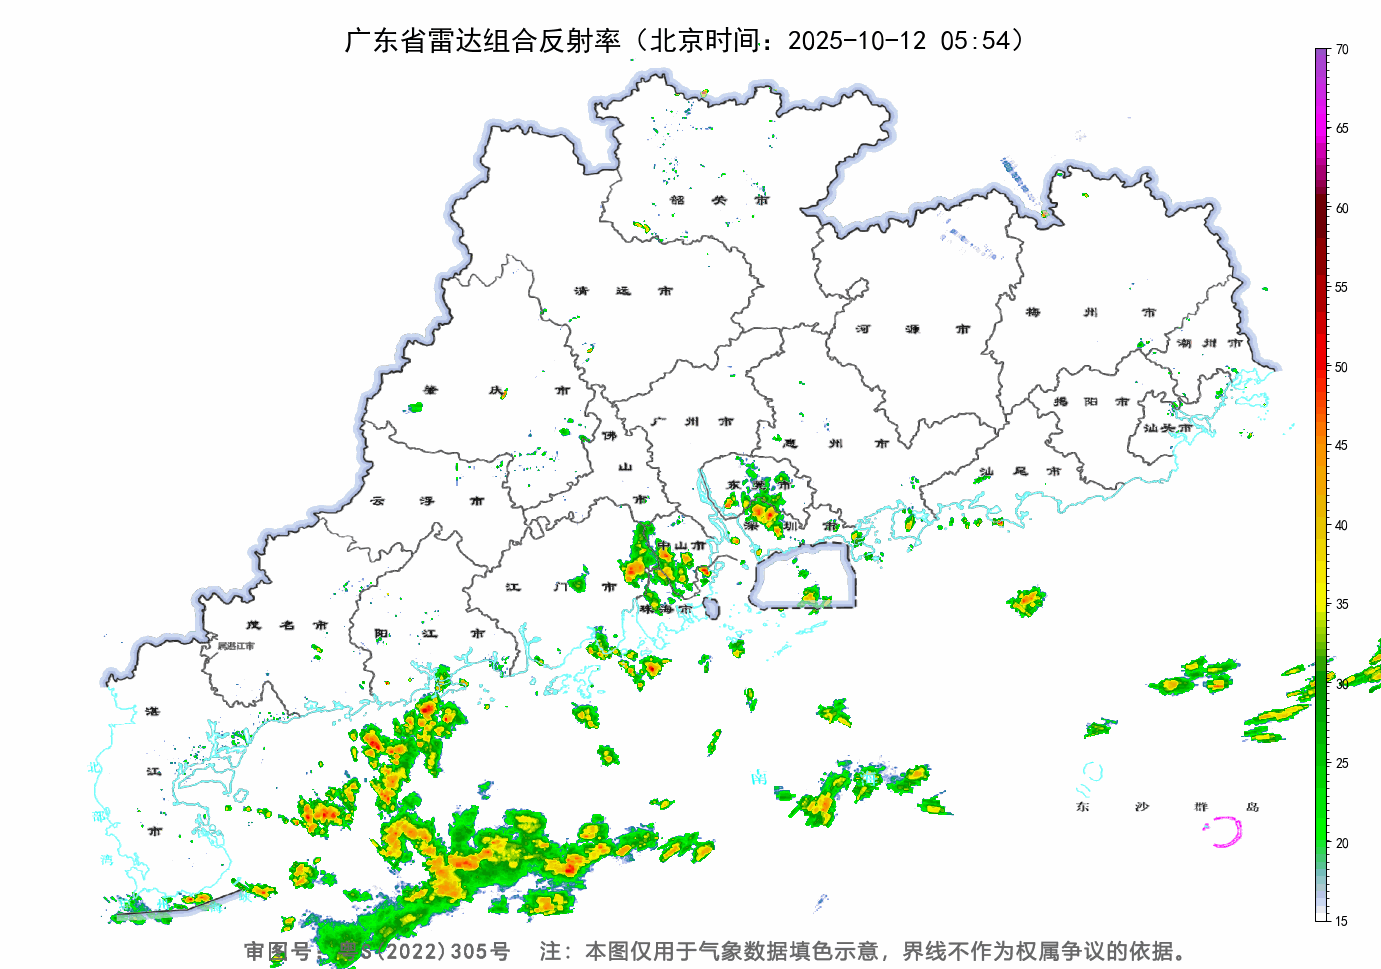 广东省雷达组合反射率（北京时间：2025-10-12 05:54）
70
65
60
55
50
45
40
35
30
25
20
15
韶关市
清远市
河源市
梅州市
潮州市
肇庆市
揭阳市
汕头市
广州市
惠州市
佛山市
东莞市
汕尾市
云浮市
深圳市
中山市
江门市
珠海市
茂名市
阳江市
属湛江市
湛江市
南
东沙群岛
审图号：粤S(2022)305号 注：本图仅用于气象数据填色示意，界线不作为权属争议的依据。